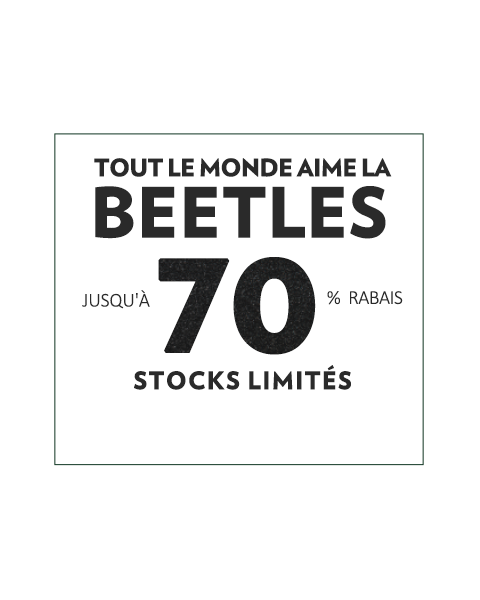 TOUT LE MONDE AIME LA
BEETLES
JUSQU'À 70 % RABAIS
STOCKS LIMITÉS